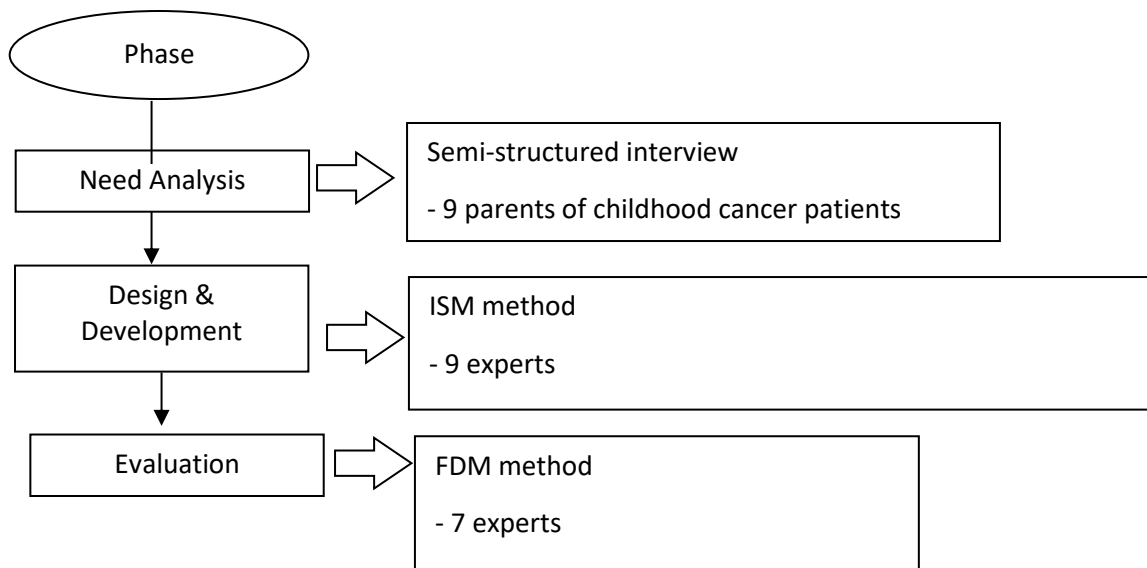 Phase
Need Analysis
Semi-structured interview
- 9 parents of childhood cancer patients
Design &
Development
ISM method
- 9 experts
Evaluation
FDM method
- 7 experts